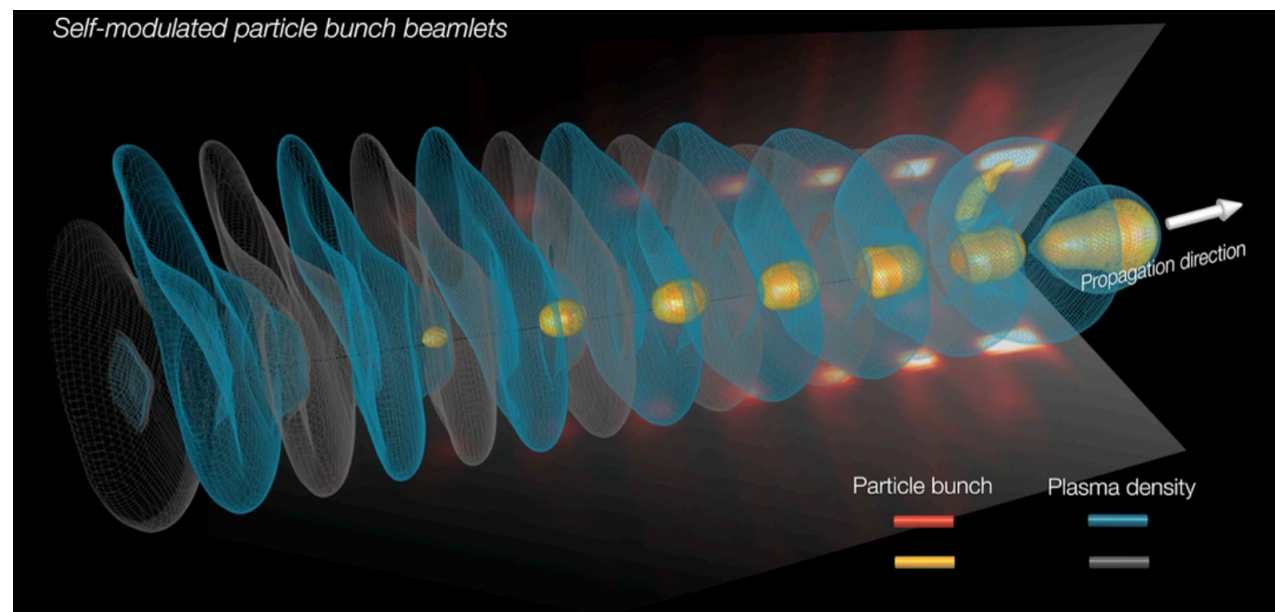 Self-modulated particle bunch beamlets
Propagation direction
Particle bunch
Plasma density